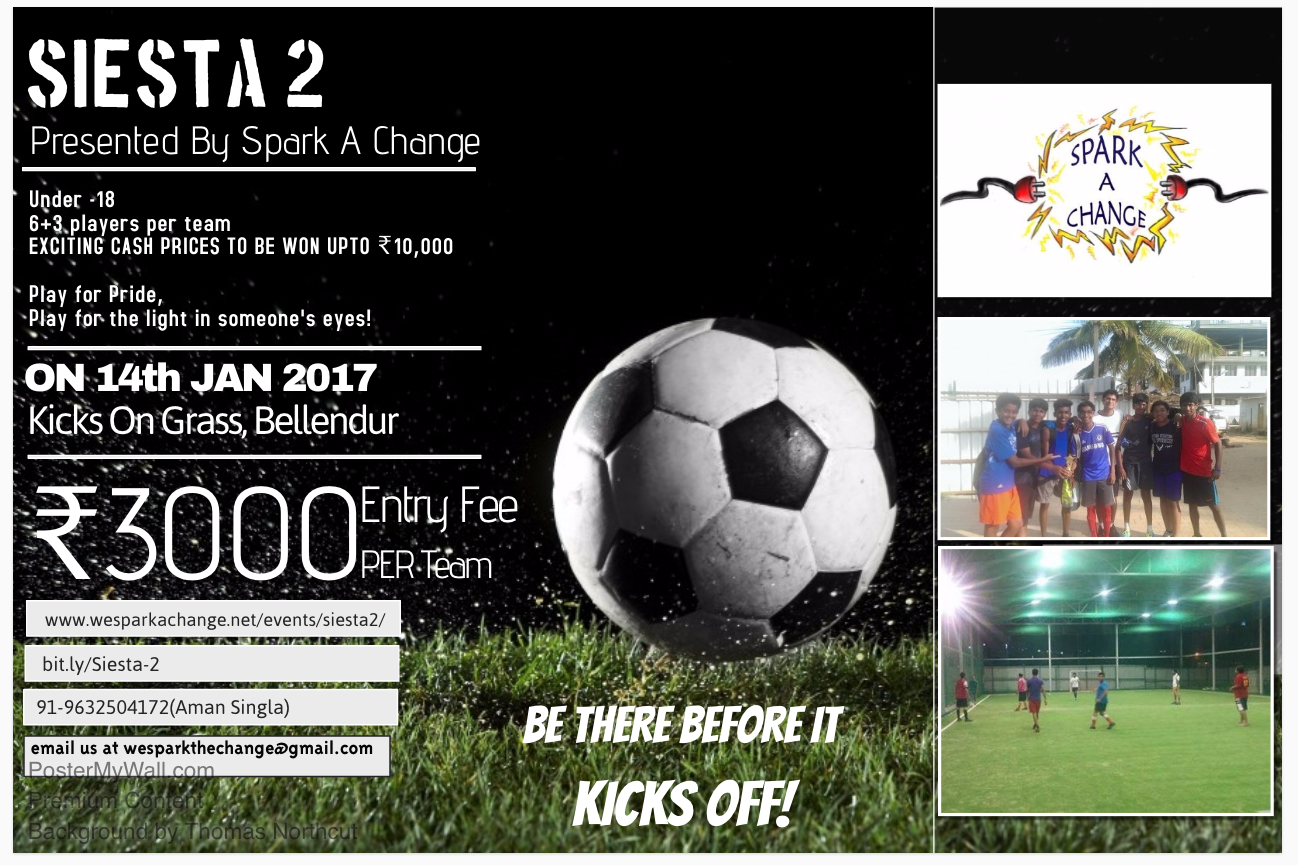 SIESTA 2
Presented By Spark A Change
Under -18
6+3 players per team
EXCITING CASH PRICES TO BE WON UPTO ₹10,000
Play for Pride,
Play for the light in someone's eyes!
ON 14th JAN 2017
Kicks On Grass, Bellendur
₹3000 Entry Fee
PER Team
www.wesparkachange.net/events/siesta2/
bit.ly/Siesta-2
91-9632504172(Aman Singla)
email us at wesparkthechange@gmail.com
PosterMyWall.com
Premium Content
Background by Thomas Northcut
BE THERE BEFORE IT
KICKS OFF!
SPARK
A
CHANGE
SAMSUNG